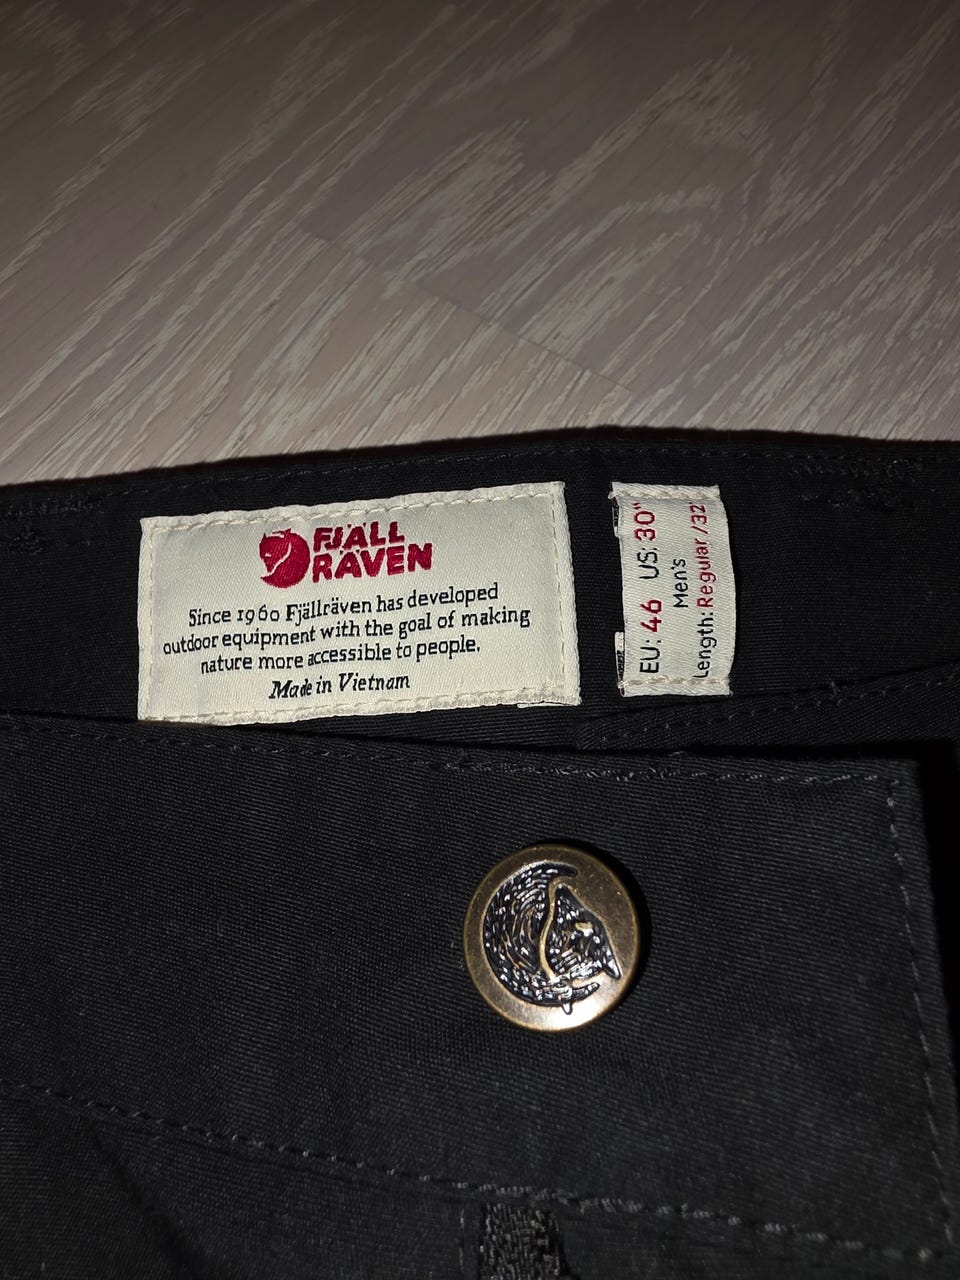 FJÄLL
RÄVEN
Since 1960 Fjällräven has developed
outdoor equipment with the goal of making
nature more accessible to people.
Made in Vietnam
EU: 46 US: 30"
Men's
Length: Regular /32"